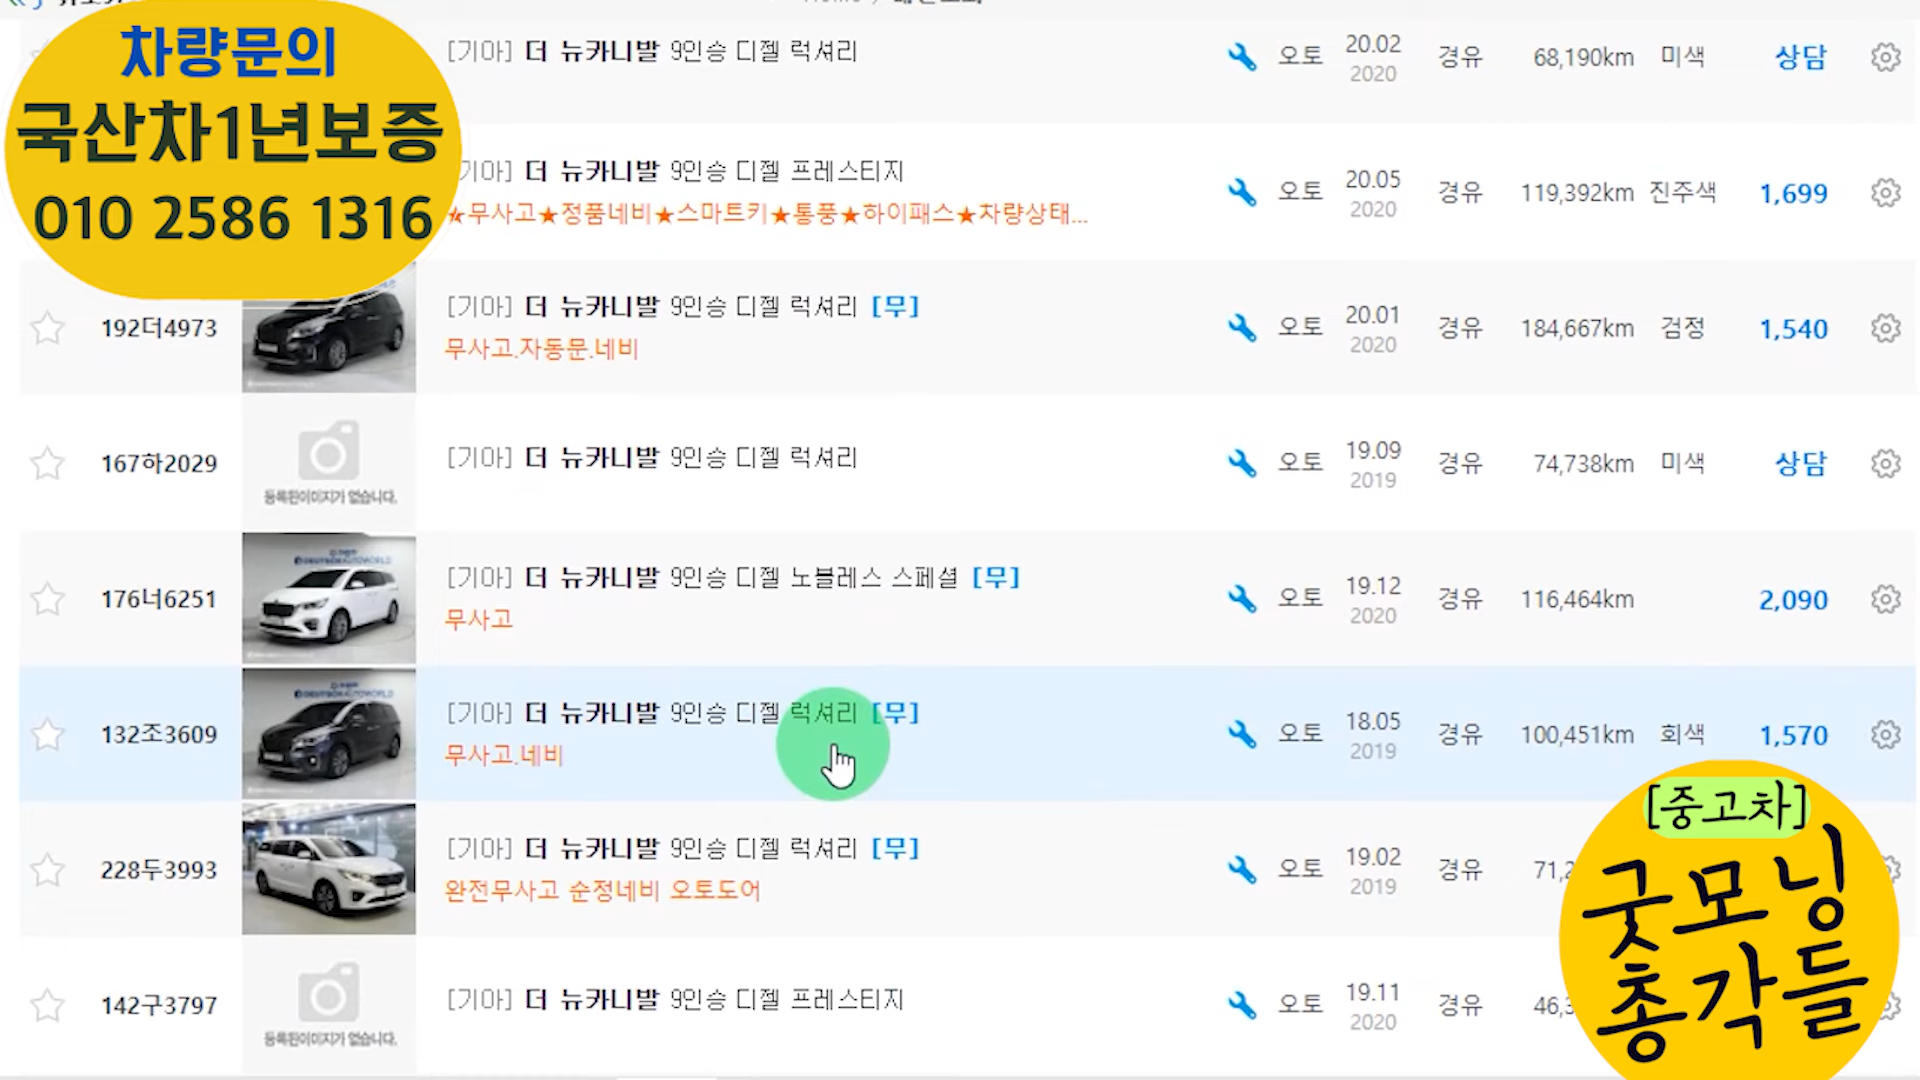 차량문의
국산차1년보증
010 2586 1316
[기아] 더 뉴카니발 9인승 디젤 럭셔리
오토 20.02 2020 경유 68,190km 미색 상담
더 뉴카니발 9인승 디젤 프레스티지
★무사고★정품네비★스마트키★통풍★하이패스★차량상태...
오토 20.05 2020 경유 119,392km 진주색 1,699
192더4973
[기아] 더 뉴카니발 9인승 디젤 럭셔리 [무]
무사고.자동문.네비
오토 20.01 2020 경유 184,667km 검정 1,540
167하2029
등록된이미지가 없습니다.
[기아] 더 뉴카니발 9인승 디젤 럭셔리
오토 19.09 2019 경유 74,738km 미색 상담
176너6251
[기아] 더 뉴카니발 9인승 디젤 노블레스 스페셜 [무]
무사고
오토 19.12 2020 경유 116,464km 2,090
132조3609
[기아] 더 뉴카니발 9인승 디젤 럭셔리 [무]
무사고.네비
오토 18.05 2019 경유 100,451km 회색 1,570
228두3993
[기아] 더 뉴카니발 9인승 디젤 럭셔리 [무]
완전무사고 순정네비 오토도어
오토 19.02 2019 경유
142구3797
등록된이미지가 없습니다.
[기아] 더 뉴카니발 9인승 디젤 프레스티지
오토 19.11 2020 경유
[중고차]
굿모닝
총각들